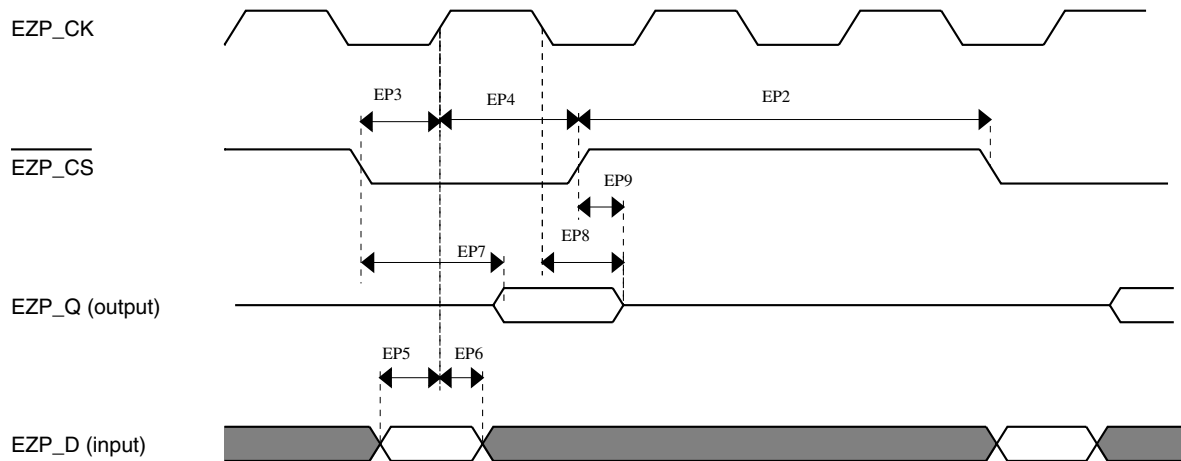 EZP_CK
EP3
EP4
EP2
EZP_CS
EP9
EP8
EP7
EZP_Q (output)
EP5
EP6
EZP_D (input)